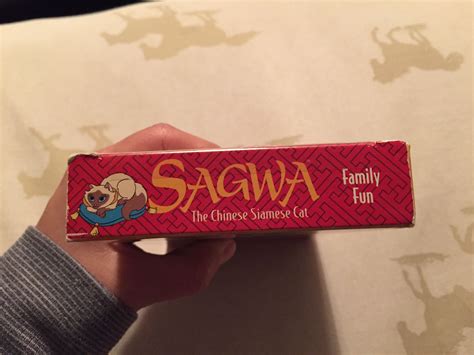 SAGWA
The Chinese Siamese Cat
Family
Fun